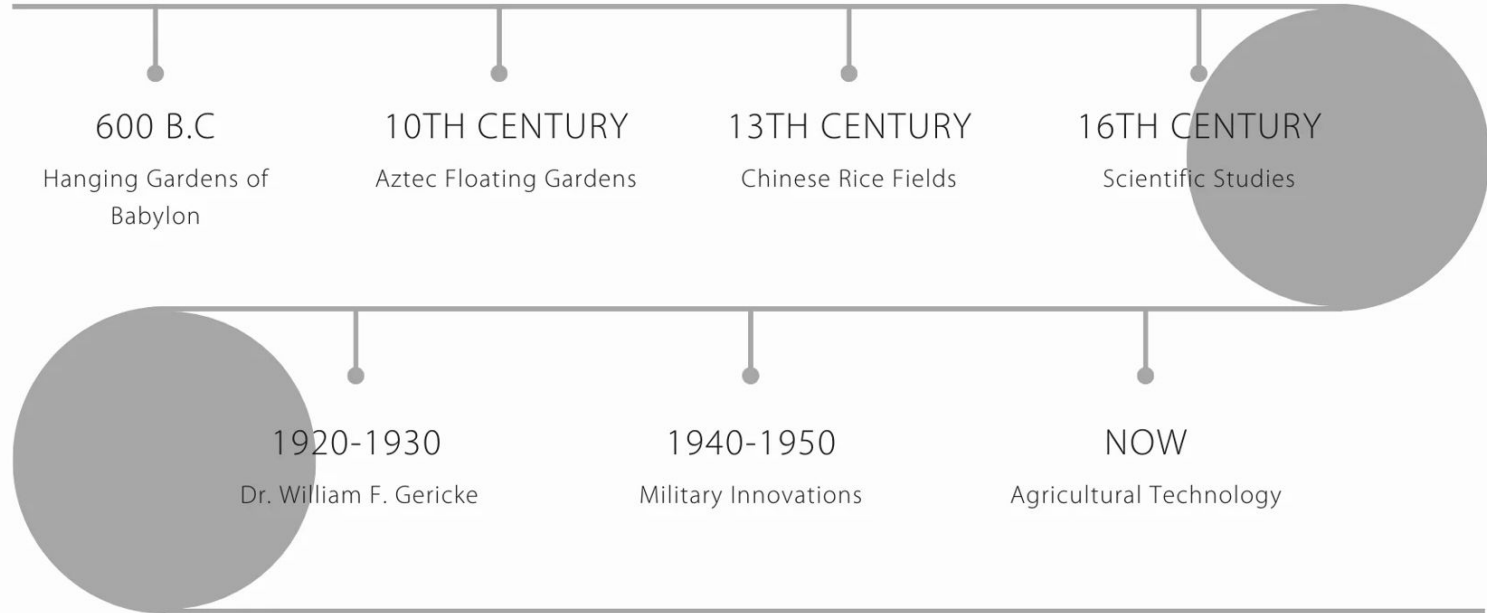 600 B.C
Hanging Gardens of
Babylon
10TH CENTURY
Aztec Floating Gardens
13TH CENTURY
Chinese Rice Fields
16TH CENTURY
Scientific Studies
1920-1930
Dr. William F. Gericke
1940-1950
Military Innovations
NOW
Agricultural Technology